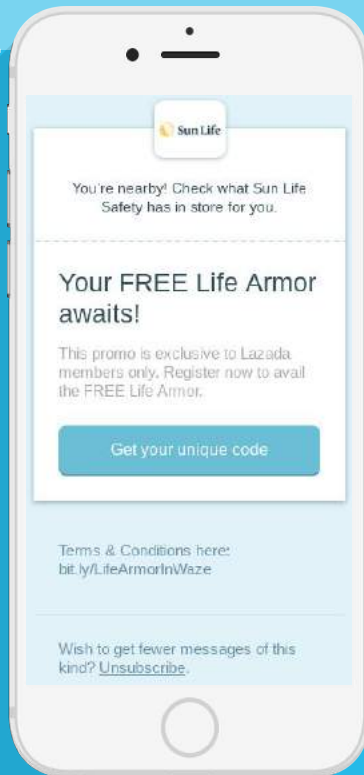 Sun Life
You're nearby! Check what Sun Life
Safety has in store for you.
Your FREE Life Armor
awaits!
This promo is exclusive to Lazada
members only. Register now to avail
the FREE Life Armor.
Get your unique code
Terms & Conditions here:
bit.ly/LifeArmorInWaze
Wish to get fewer messages of this
kind? Unsubscribe.